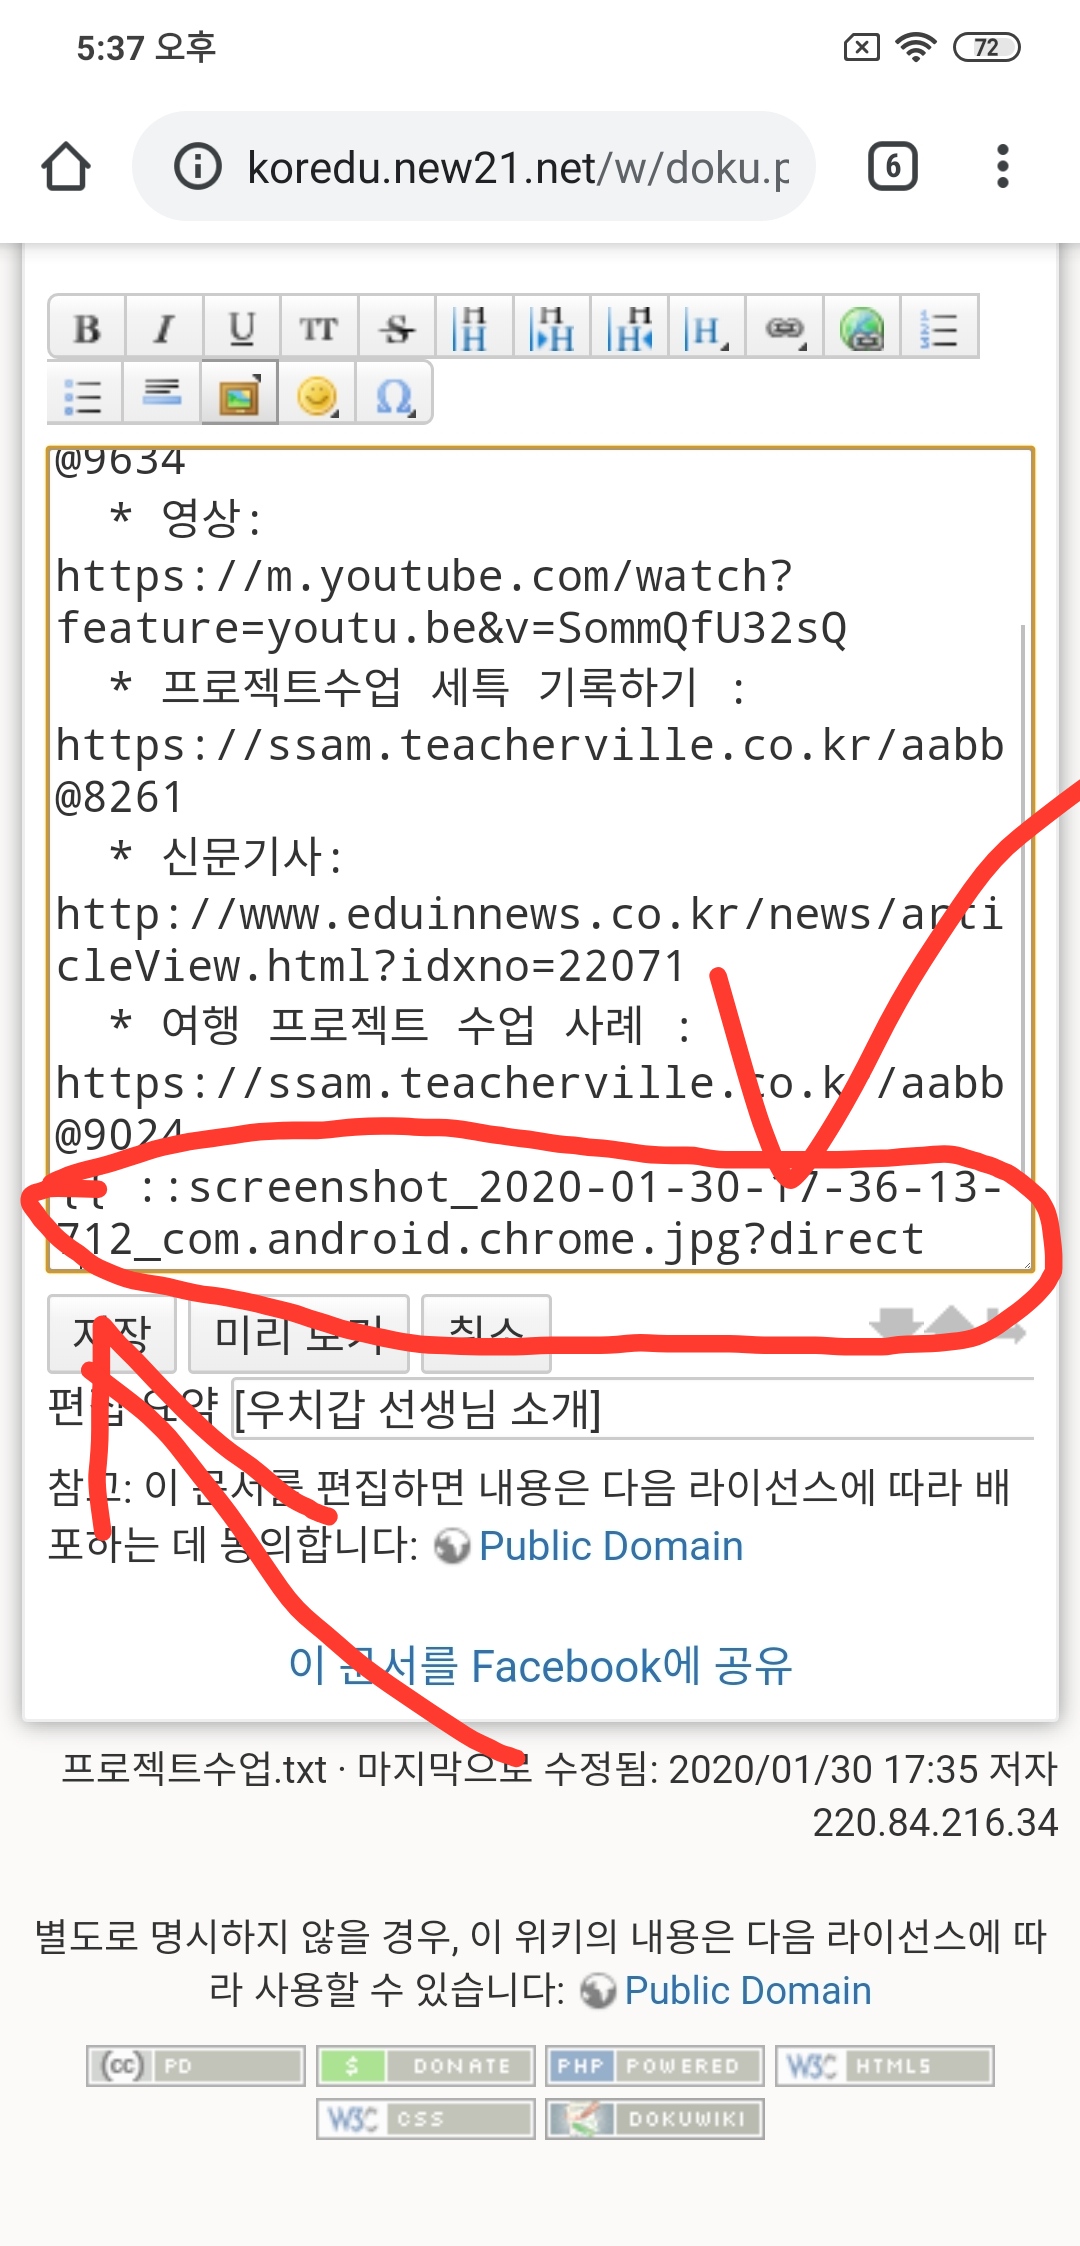 5:37 오후
72
koredu.new21.net/w/doku.p
6
B I U TT S H H H H H H H Ω
@9634
* 영상:
https://m.youtube.com/watch?
feature=youtu.be&v=SommQfU32sQ
* 프로젝트수업 세특 기록하기 :
https://ssam.teacherville.co.kr/aabb
@8261
* 신문기사:
http://www.eduinnews.co.kr/news/arti
cleView.html?idxno=22071
* 여행 프로젝트 수업 사례 :
https://ssam.teacherville.co.kr/aabb
@9024
{{ ::screenshot_2020-01-30-17-36-13-
712_com.android.chrome.jpg?direct
저장 미리 보기 취소
편집 요약 [우치갑 선생님 소개]
참고: 이 문서를 편집하면 내용은 다음 라이선스에 따라 배
포하는 데 동의합니다: Public Domain
이 문서를 Facebook에 공유
프로젝트수업.txt · 마지막으로 수정됨: 2020/01/30 17:35 저자
220.84.216.34
별도로 명시하지 않을 경우, 이 위키의 내용은 다음 라이선스에 따
라 사용할 수 있습니다: Public Domain
(cc) PD $ DONATE PHP POWERED W3C HTML5
W3C CSS DOKUWIKI